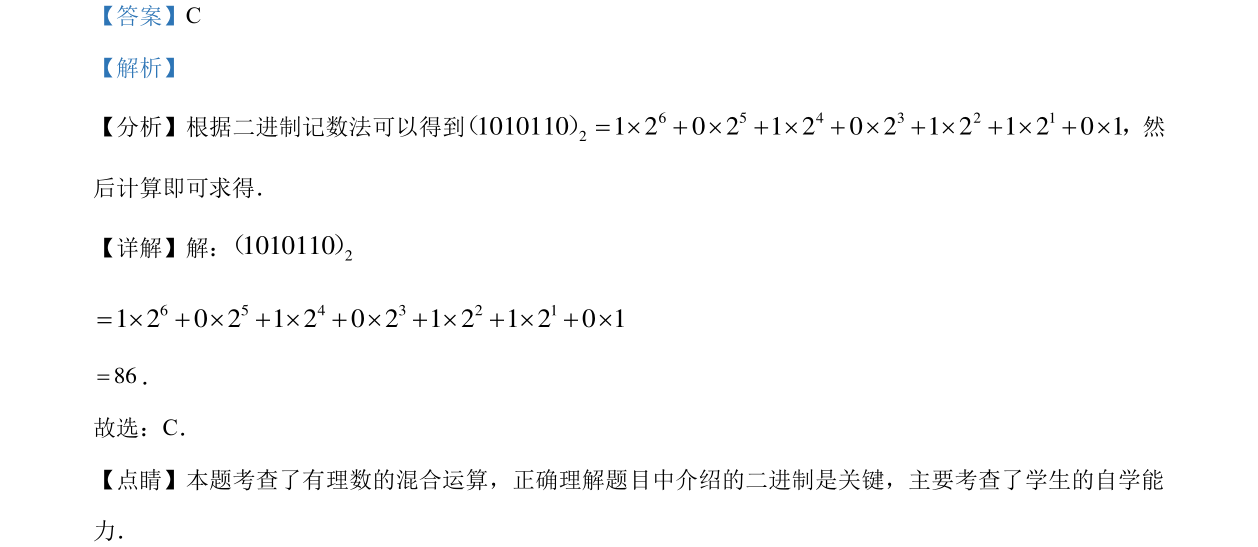 【答案】C
【解析】
【分析】根据二进制记数法可以得到(1010110)₂ =1×2⁶+0×2⁵+1×2⁴+0×2³+1×2²+1×2¹+0×1，然
后计算即可求得．
【详解】解：(1010110)₂
=1×2⁶+0×2⁵+1×2⁴+0×2³+1×2²+1×2¹+0×1
=86．
故选：C．
【点睛】本题考查了有理数的混合运算，正确理解题目中介绍的二进制是关键，主要考查了学生的自学能
力．